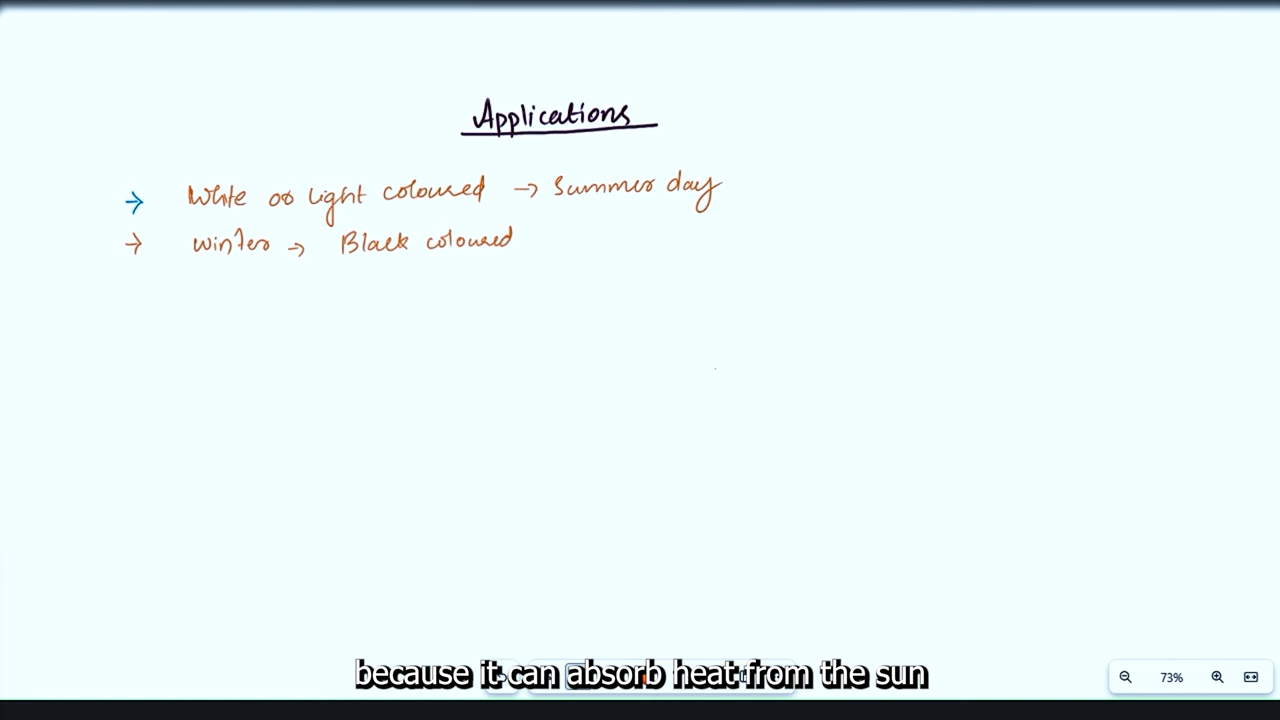 Applications
→ White or light coloured → Summer day
→ winter → Black coloured
because it can absorb heat from the sun
73%